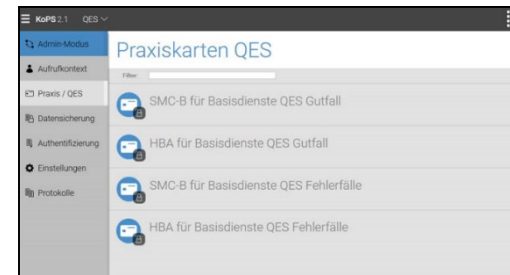 KoPS 2.1 QES
Admin-Modus
Aufrufkontext
Praxis / QES
Datensicherung
Authentifizierung
Einstellungen
Protokolle
Praxiskarten QES
Filter
SMC-B für Basisdienste QES Gutfall
HBA für Basisdienste QES Gutfall
SMC-B für Basisdienste QES Fehlerfälle
HBA für Basisdienste QES Fehlerfälle